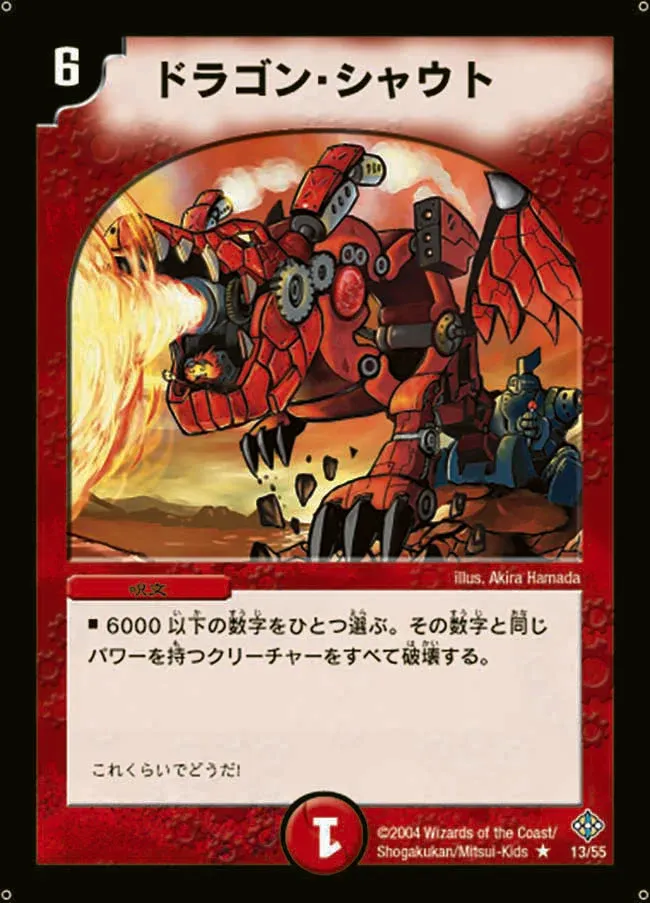 6
ドラゴン・シャウト
illus. Akira Hamada
呪文
■ 6000 以下の数字をひとつ選ぶ。その数字と同じ
パワーを持つクリーチャーをすべて破壊する。
これくらいでどうだ!
1
©2004 Wizards of the Coast/
Shogakukan/Mitsui-Kids ★ 13/55